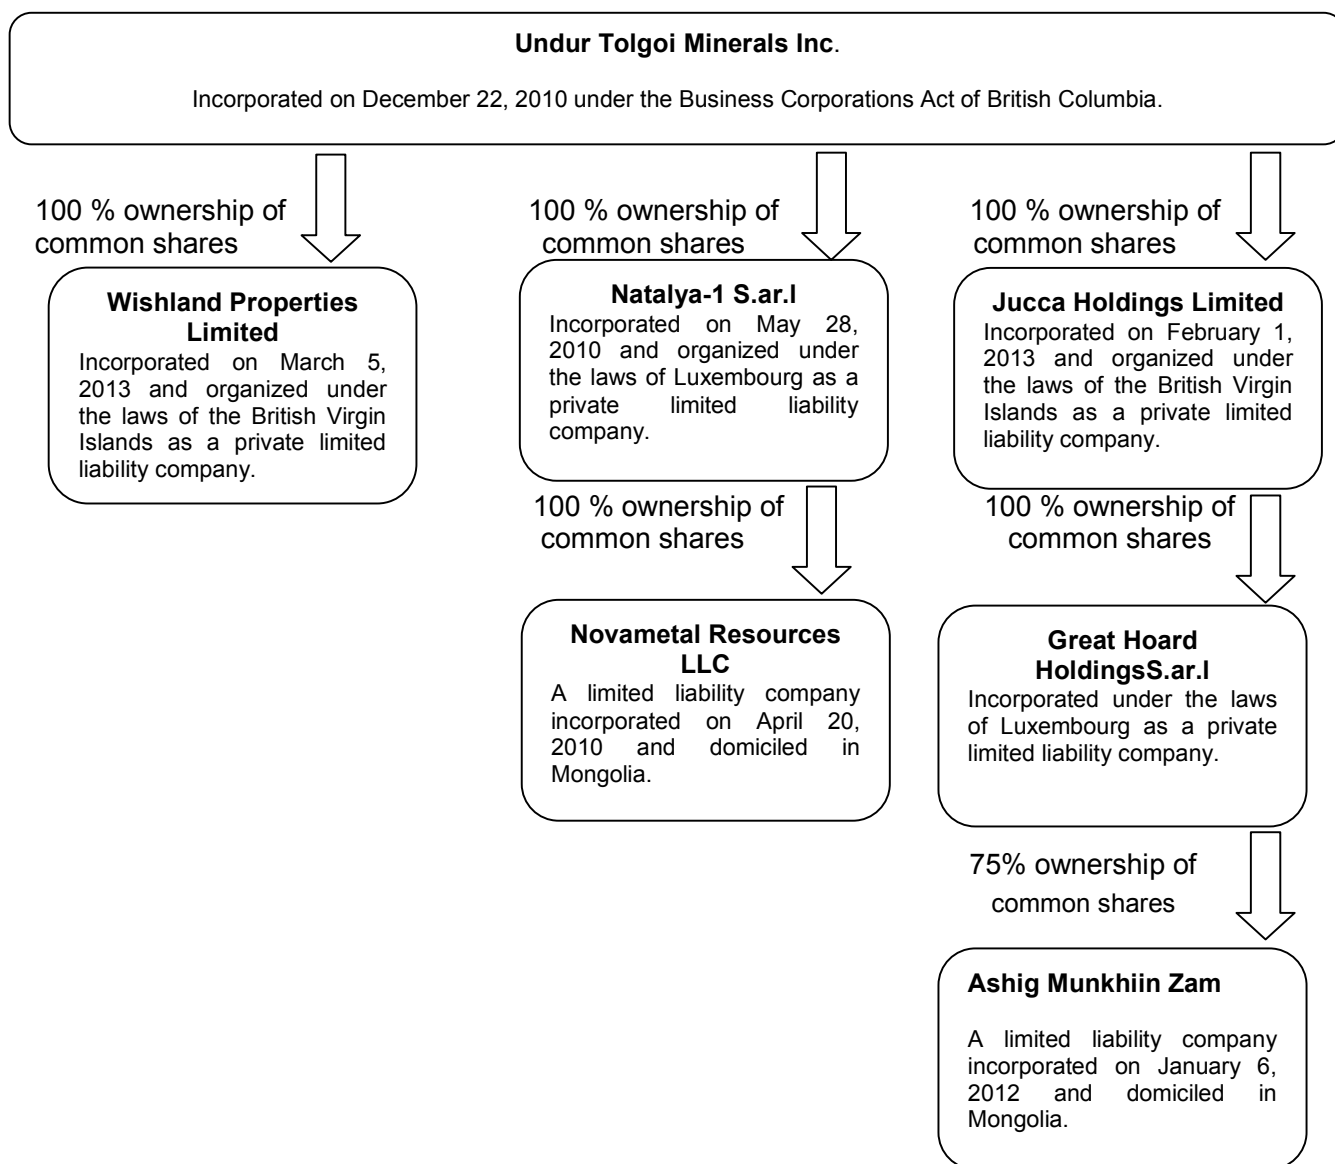 Undur Tolgoi Minerals Inc.
Incorporated on December 22, 2010 under the Business Corporations Act of British Columbia.
100 % ownership of
common shares
100 % ownership of
common shares
100 % ownership of
common shares
Wishland Properties
Limited
Incorporated on March 5,
2013 and organized under
the laws of the British Virgin
Islands as a private limited
liability company.
Natalya-1 S.ar.l
Incorporated on May 28,
2010 and organized under
the laws of Luxembourg as a
private limited liability
company.
Jucca Holdings Limited
Incorporated on February 1,
2013 and organized under
the laws of the British Virgin
Islands as a private limited
liability company.
100 % ownership of
common shares
100 % ownership of
common shares
Novametal Resources
LLC
A limited liability company
incorporated on April 20,
2010 and domiciled in
Mongolia.
Great Hoard
HoldingsS.ar.l
Incorporated under the laws
of Luxembourg as a private
limited liability company.
75% ownership of
common shares
Ashig Munkhiin Zam
A limited liability company
incorporated on January 6,
2012 and domiciled in
Mongolia.